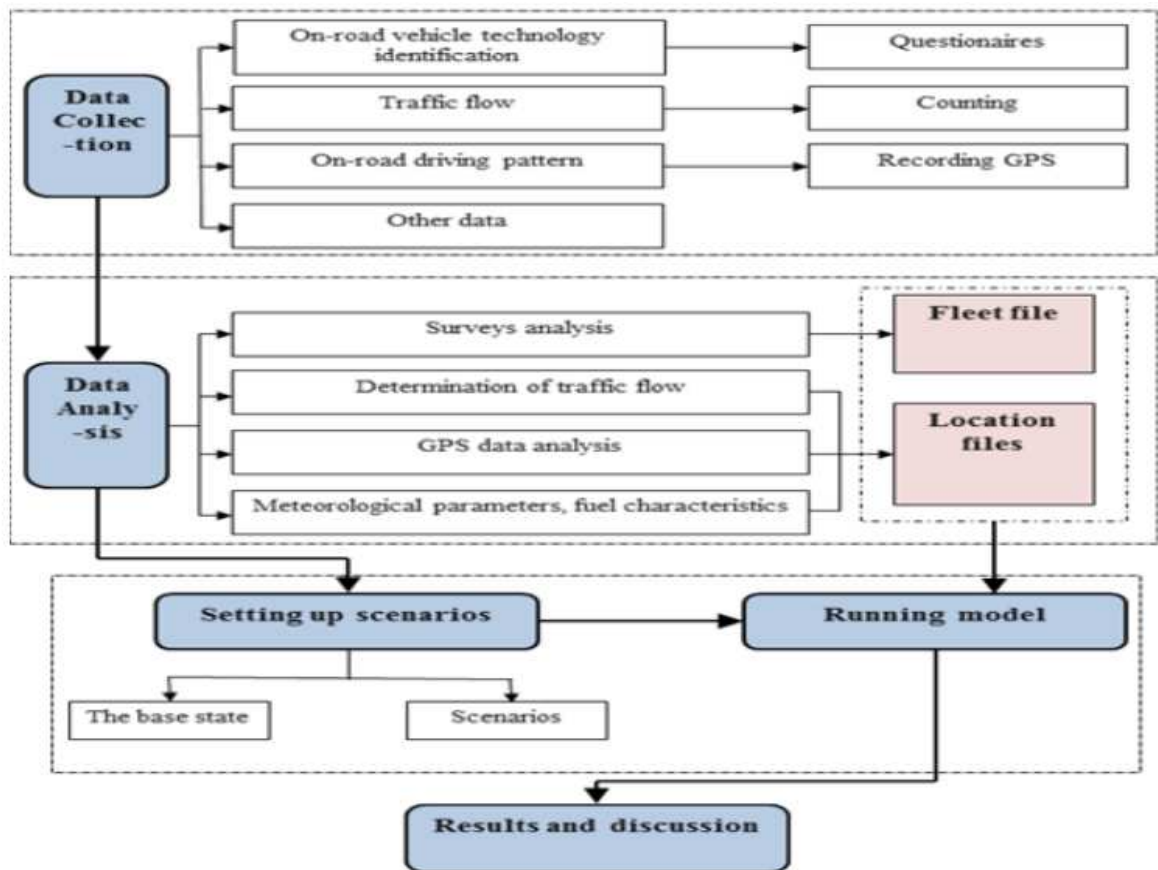 On-road vehicle technology
identification
Questionaires
Data
Collec
-tion
Traffic flow
Counting
On-road driving pattern
Recording GPS
Other data
Surveys analysis
Fleet file
Data
Analy
-sis
Determination of traffic flow
GPS data analysis
Location
files
Meteorological parameters, fuel characteristics
Setting up scenarios
Running model
The base state
Scenarios
Results and discussion